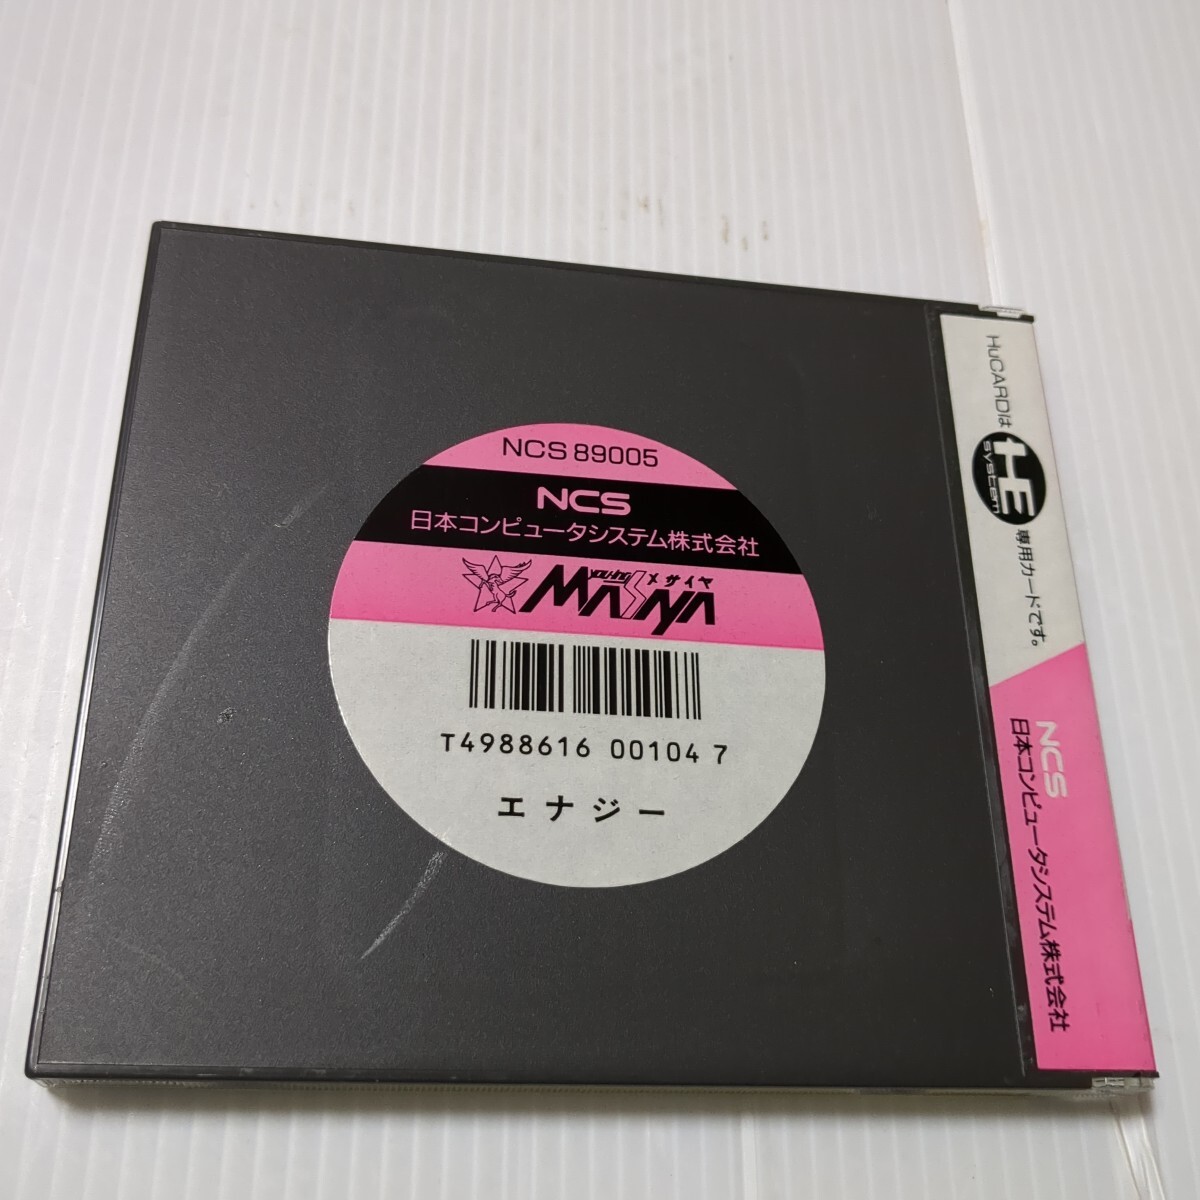 NCS 89005
NCS
日本コンピュータシステム株式会社
メサイヤ
MASAYA
T4988616 00104 7
エナジー
HuCARDは
HE
system
専用カードです。
NCS
日本コンピュータシステム株式会社